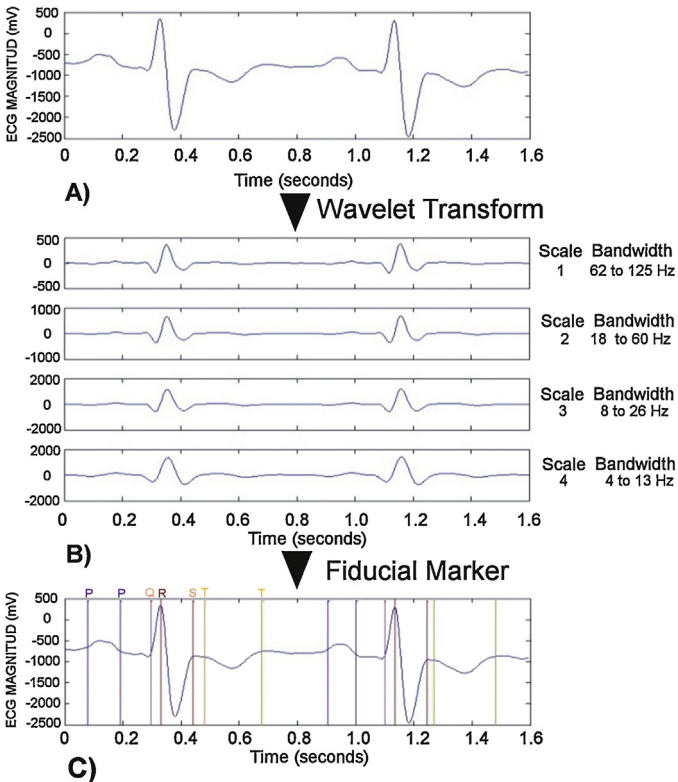 ECG MAGNITUD (mV)
500
0
-500
-1000
-1500
-2000
-2500
0 0.2 0.4 0.6 0.8 1.0 1.2 1.4 1.6
Time (seconds)
A)
Wavelet Transform
500
0
-500
Scale Bandwidth
1 62 to 125 Hz
1000
0
-1000
Scale Bandwidth
2 18 to 60 Hz
2000
0
-2000
Scale Bandwidth
3 8 to 26 Hz
2000
0
-2000
Scale Bandwidth
4 4 to 13 Hz
0 0.2 0.4 0.6 0.8 1.0 1.2 1.4 1.6
Time (seconds)
B)
Fiducial Marker
P P Q R S T T
ECG MAGNITUD (mV)
500
0
-500
-1000
-1500
-2000
-2500
0 0.2 0.4 0.6 0.8 1.0 1.2 1.4 1.6
Time (seconds)
C)